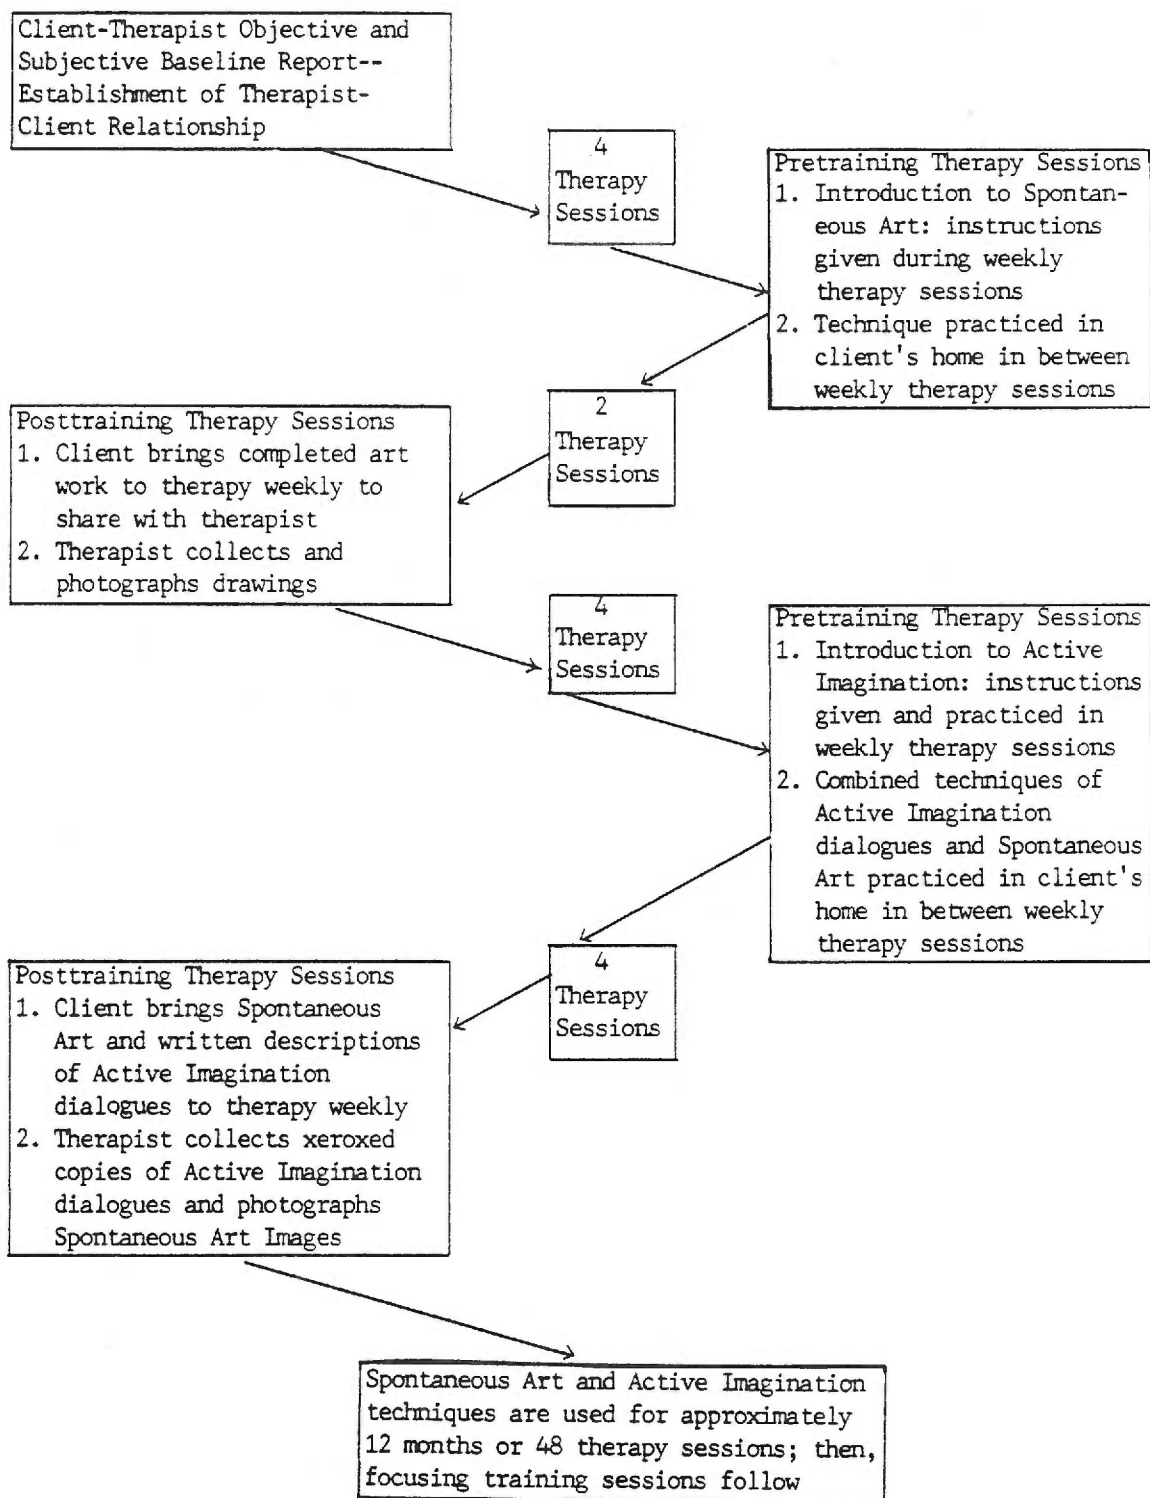 Client-Therapist Objective and
Subjective Baseline Report--
Establishment of Therapist-
Client Relationship
4
Therapy
Sessions
Pretraining Therapy Sessions
1. Introduction to Spontan-
eous Art: instructions
given during weekly
therapy sessions
2. Technique practiced in
client's home in between
weekly therapy sessions
2
Therapy
Sessions
Posttraining Therapy Sessions
1. Client brings completed art
work to therapy weekly to
share with therapist
2. Therapist collects and
photographs drawings
4
Therapy
Sessions
Pretraining Therapy Sessions
1. Introduction to Active
Imagination: instructions
given and practiced in
weekly therapy sessions
2. Combined techniques of
Active Imagination
dialogues and Spontaneous
Art practiced in client's
home in between weekly
therapy sessions
4
Therapy
Sessions
Posttraining Therapy Sessions
1. Client brings Spontaneous
Art and written descriptions
of Active Imagination
dialogues to therapy weekly
2. Therapist collects xeroxed
copies of Active Imagination
dialogues and photographs
Spontaneous Art Images
Spontaneous Art and Active Imagination
techniques are used for approximately
12 months or 48 therapy sessions; then,
focusing training sessions follow